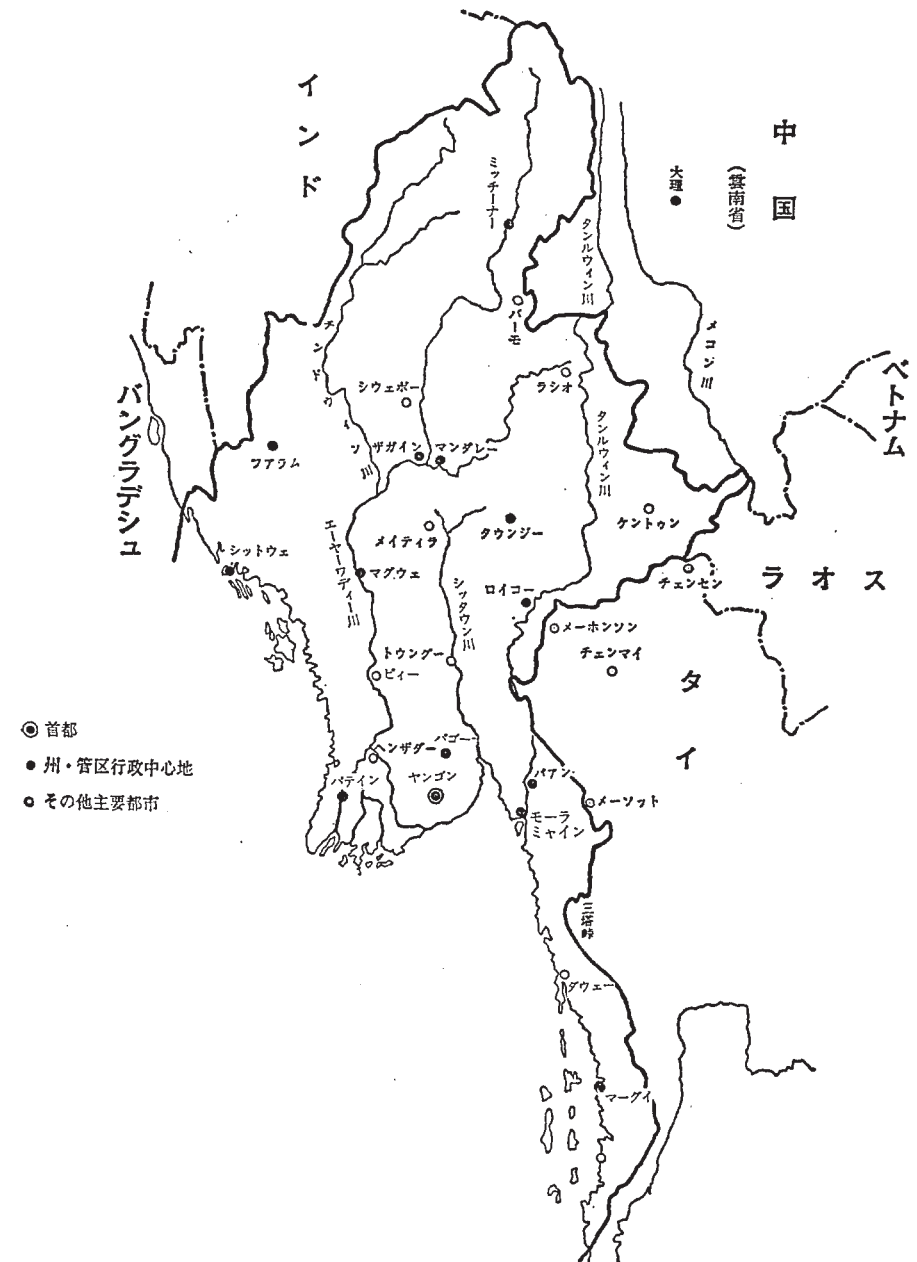 インド
中国
(雲南省)
大理
ミッチーナー
タンルウィン川
バーモ
メコン川
チンドウィン川
ベトナム
バングラデシュ
シウェボー
ラシオ
ザガイン
マンダレー
タンルウィン川
ツアラム
ケントゥン
タウンジー
メイティラ
エーヤーワディー川
シットウェ
マグウェ
シッタウン川
ロイコー
チェンセン
ラオス
メーホンソン
トウングー
チェンマイ
ピィー
タイ
首都
州・管区行政中心地
その他主要都市
ヘンザダー
パゴー
パテイン
ヤンゴン
パアン
メーソット
モーラ
ミャイン
三塔峠
ダウェー
マーグイ